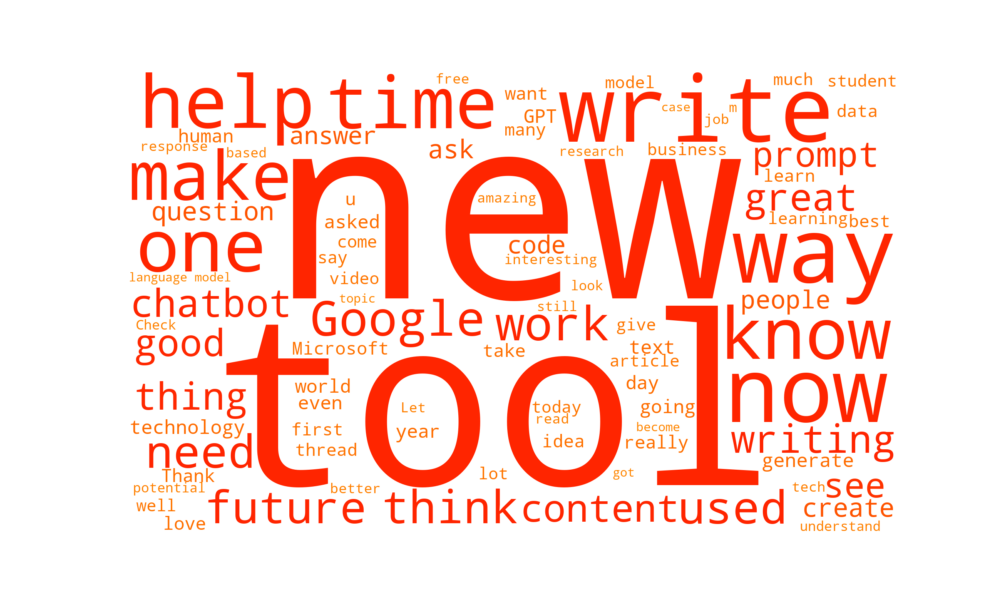 free model much student
help time want write case m data
GPT job
human answer many
response based ask research business prompt
make new learn
question u amazing great
asked learning best
one come code way
say interesting
language model video look
chatbot topic still people
Check Google work give know
good Microsoft take text
article
thing world tool day now
even Let today going
technology first year read become writing
need thread idea really
Thank lot got generate
potential better tech see
well future think content used create
love understand